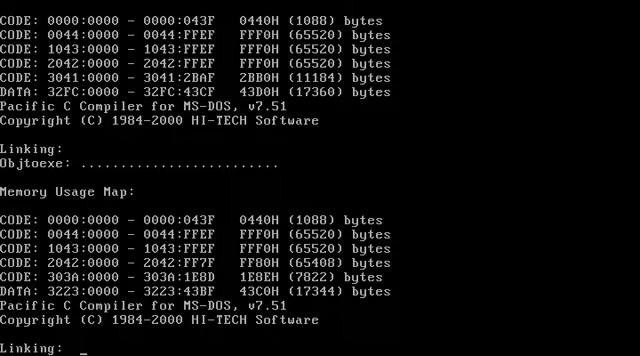 CODE: 0000:0000 - 0000:043F   0440H (1088) bytes
CODE: 0044:0000 - 0044:FFEF   FFF0H (65520) bytes
CODE: 1043:0000 - 1043:FFEF   FFF0H (65520) bytes
CODE: 2042:0000 - 2042:FFEF   FFF0H (65520) bytes
CODE: 3041:0000 - 3041:2BAF   2BB0H (11184) bytes
DATA: 32FC:0000 - 32FC:43CF   43D0H (17360) bytes
Pacific C Compiler for MS-DOS, v7.51
Copyright (C) 1984-2000 HI-TECH Software
Linking:
Objtoexe: .........................
Memory Usage Map:
CODE: 0000:0000 - 0000:043F   0440H (1088) bytes
CODE: 0044:0000 - 0044:FFEF   FFF0H (65520) bytes
CODE: 1043:0000 - 1043:FFEF   FFF0H (65520) bytes
CODE: 2042:0000 - 2042:FF7F   FF80H (65408) bytes
CODE: 303A:0000 - 303A:1E8D   1E8EH (7822) bytes
DATA: 3223:0000 - 3223:43BF   43C0H (17344) bytes
Pacific C Compiler for MS-DOS, v7.51
Copyright (C) 1984-2000 HI-TECH Software
Linking:  _